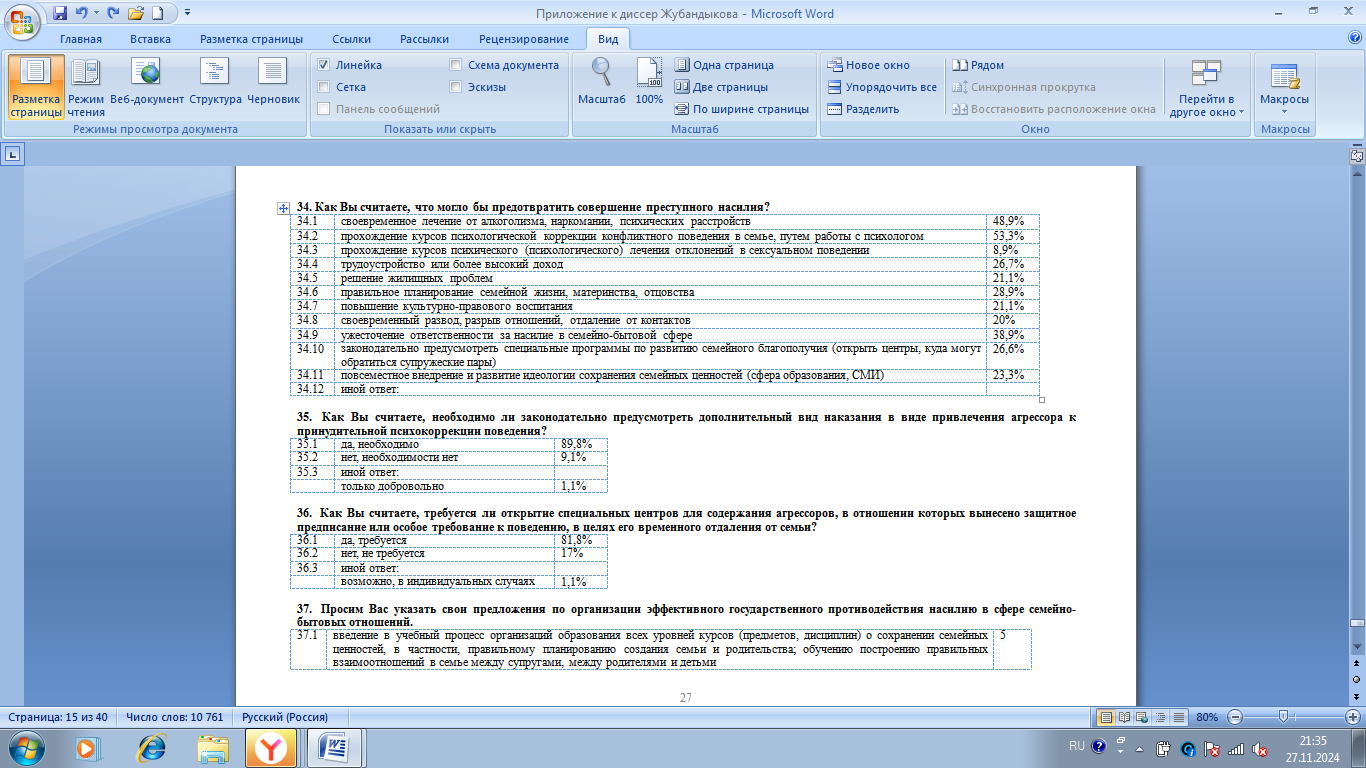 Приложение к диссер Жубандыкова - Microsoft Word
Главная Вставка Разметка страницы Ссылки Рассылки Рецензирование Вид
Разметка страницы
Режим чтения
Веб-документ
Структура
Черновик
Режимы просмотра документа
Линейка
Сетка
Панель сообщений
Схема документа
Эскизы
Показать или скрыть
Масштаб
100%
Одна страница
Две страницы
По ширине страницы
Масштаб
Новое окно
Упорядочить все
Разделить
Рядом
Синхронная прокрутка
Восстановить расположение окна
Перейти в другое окно
Окно
Макросы
Макросы
34. Как Вы считаете, что могло бы предотвратить совершение преступного насилия?
34.1 своевременное лечение от алкоголизма, наркомании, психических расстройств 48,9%
34.2 прохождение курсов психологической коррекции конфликтного поведения в семье, путем работы с психологом 53,3%
34.3 прохождение курсов психического (психологического) лечения отклонений в сексуальном поведении 8,9%
34.4 трудоустройство или более высокий доход 26,7%
34.5 решение жилищных проблем 21,1%
34.6 правильное планирование семейной жизни, материнства, отцовства 28,9%
34.7 повышение культурно-правового воспитания 21,1%
34.8 своевременный развод, разрыв отношений, отдаление от контактов 20%
34.9 ужесточение ответственности за насилие в семейно-бытовой сфере 38,9%
34.10 законодательно предусмотреть специальные программы по развитию семейного благополучия (открыть центры, куда могут 26,6%
обратиться супружеские пары)
34.11 повсеместное внедрение и развитие идеологии сохранения семейных ценностей (сфера образования, СМИ) 23,3%
34.12 иной ответ:
35. Как Вы считаете, необходимо ли законодательно предусмотреть дополнительный вид наказания в виде привлечения агрессора к
принудительной психокоррекции поведения?
35.1 да, необходимо 89,8%
35.2 нет, необходимости нет 9,1%
35.3 иной ответ:
только добровольно 1,1%
36. Как Вы считаете, требуется ли открытие специальных центров для содержания агрессоров, в отношении которых вынесено защитное
предписание или особое требование к поведению, в целях его временного отдаления от семьи?
36.1 да, требуется 81,8%
36.2 нет, не требуется 17%
36.3 иной ответ:
возможно, в индивидуальных случаях 1,1%
37. Просим Вас указать свои предложения по организации эффективного государственного противодействия насилию в сфере семейно-
бытовых отношений.
37.1 введение в учебный процесс организаций образования всех уровней курсов (предметов, дисциплин) о сохранении семейных 5
ценностей, в частности, правильному планированию создания семьи и родительства; обучению построению правильных
взаимоотношений в семье между супругами, между родителями и детьми
27
Страница: 15 из 40 Число слов: 10 761 Русский (Россия) 80%
RU 21:35
27.11.2024